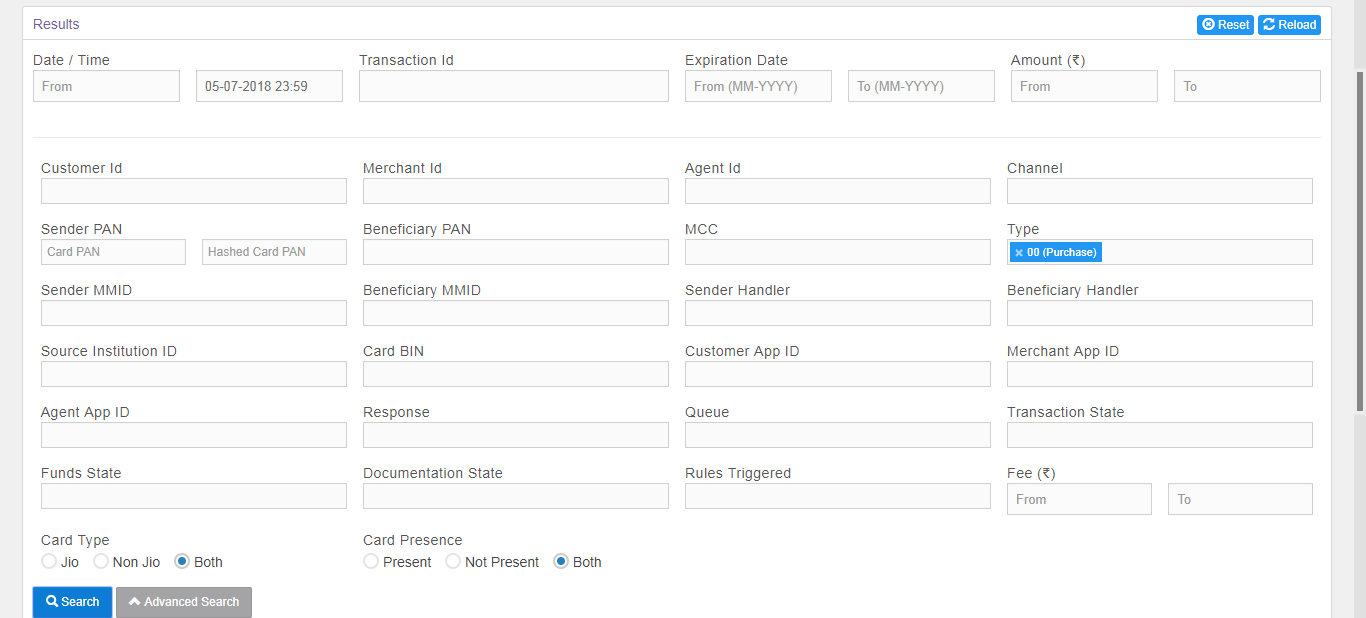 Results Reset Reload
Date / Time Transaction Id Expiration Date Amount (₹)
From 05-07-2018 23:59 From (MM-YYYY) To (MM-YYYY) From To
Customer Id Merchant Id Agent Id Channel
Sender PAN Beneficiary PAN MCC Type
Card PAN Hashed Card PAN × 00 (Purchase)
Sender MMID Beneficiary MMID Sender Handler Beneficiary Handler
Source Institution ID Card BIN Customer App ID Merchant App ID
Agent App ID Response Queue Transaction State
Funds State Documentation State Rules Triggered Fee (₹)
From To
Card Type Card Presence
Jio Non Jio Both Present Not Present Both
Search Advanced Search